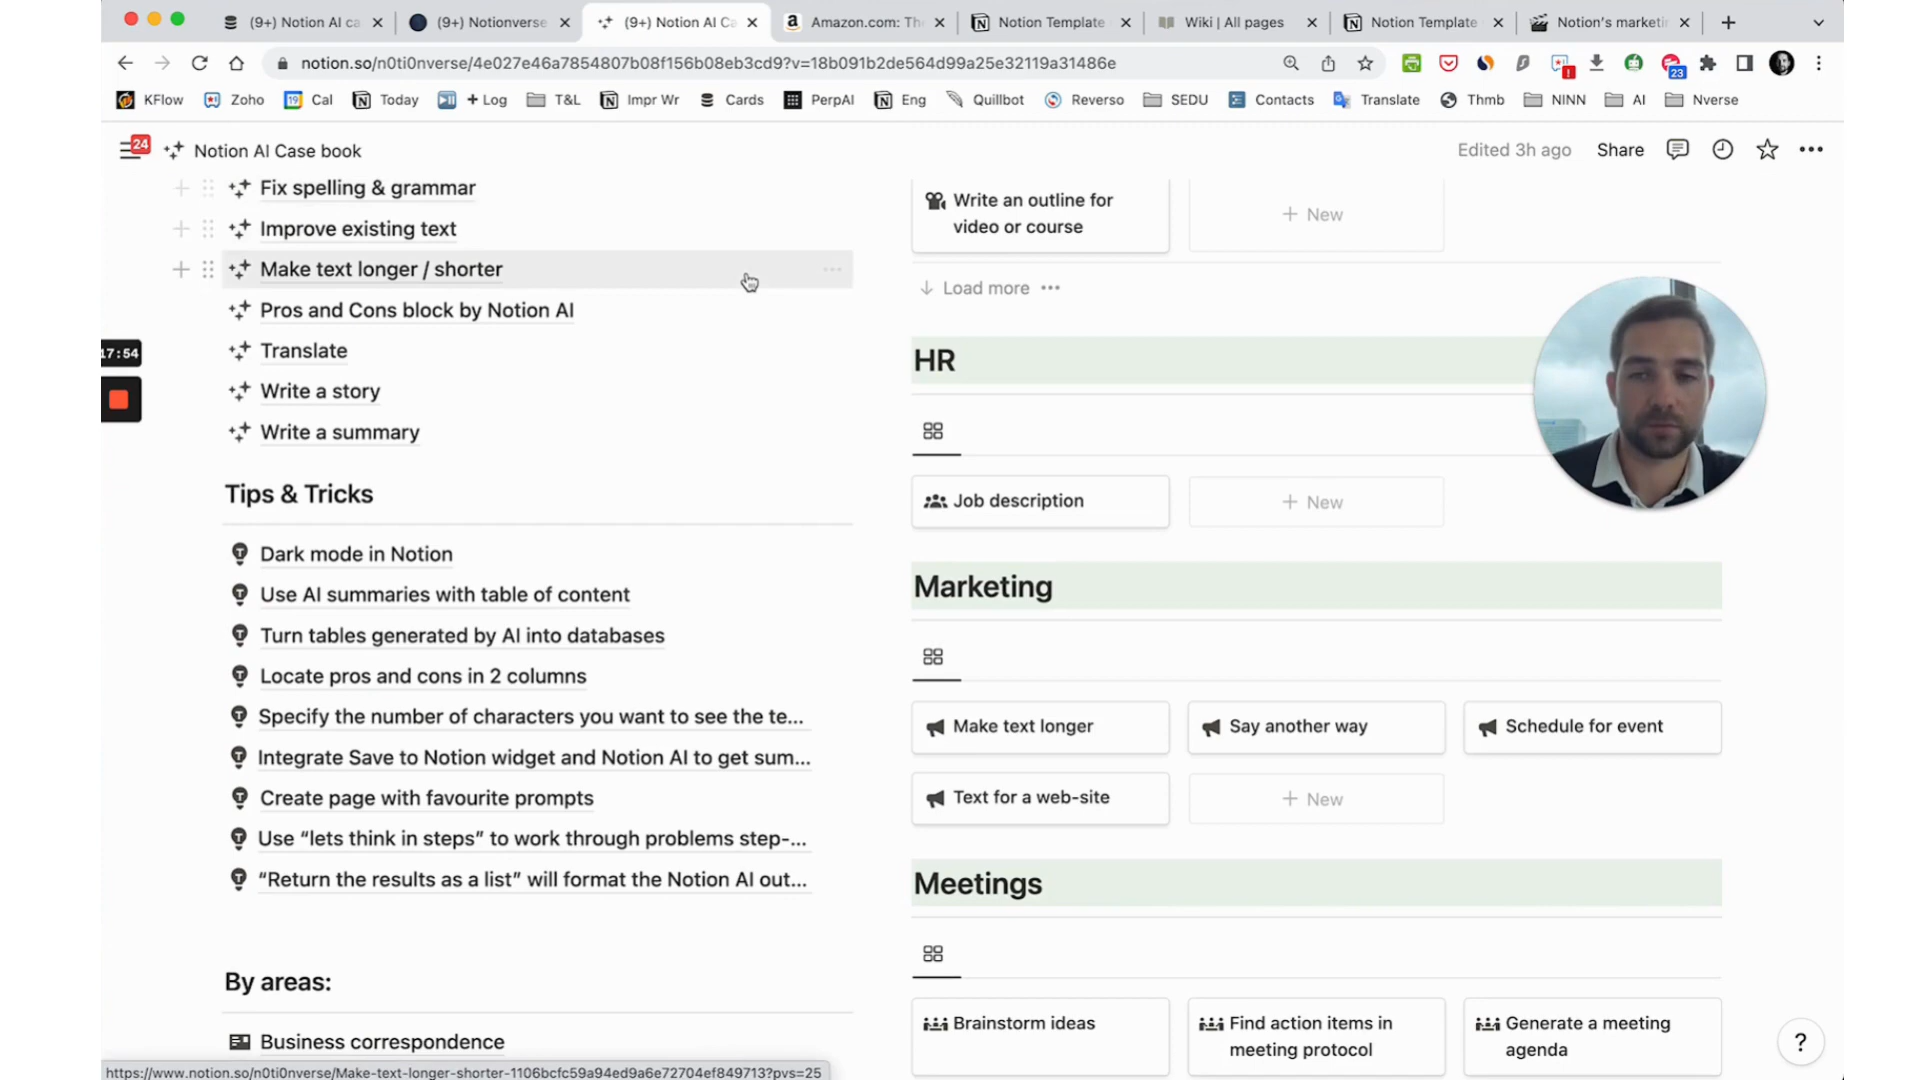 (9+) Notion AI ca
(9+) Notionverse
(9+) Notion AI Ca
Amazon.com: The
Notion Template
Wiki | All pages
Notion Template
Notion's marketi
notion.so/n0ti0nverse/4e027e46a7854807b08f156b08eb3cd9?v=18b091b2de564d99a25e32119a31486e
23
KFlow
Zoho
Cal
Today
+ Log
T&L
Impr Wr
Cards
PerpAI
Eng
Quillbot
Reverso
SEDU
Contacts
Translate
Thmb
NINN
AI
Nverse
24
Notion AI Case book
Edited 3h ago
Share
Fix spelling & grammar
Improve existing text
Make text longer / shorter
Pros and Cons block by Notion AI
Translate
Write a story
Write a summary
17:54
Tips & Tricks
Dark mode in Notion
Use AI summaries with table of content
Turn tables generated by AI into databases
Locate pros and cons in 2 columns
Specify the number of characters you want to see the te...
Integrate Save to Notion widget and Notion AI to get sum...
Create page with favourite prompts
Use “lets think in steps” to work through problems step-...
“Return the results as a list” will format the Notion AI out...
By areas:
Business correspondence
https://www.notion.so/n0ti0nverse/Make-text-longer-shorter-1106bcfc59a94ed9a6e72704ef849713?pvs=25
Write an outline for
video or course
+ New
Load more
HR
Job description
+ New
Marketing
Make text longer
Say another way
Schedule for event
Text for a web-site
+ New
Meetings
Brainstorm ideas
Find action items in
meeting protocol
Generate a meeting
agenda
?